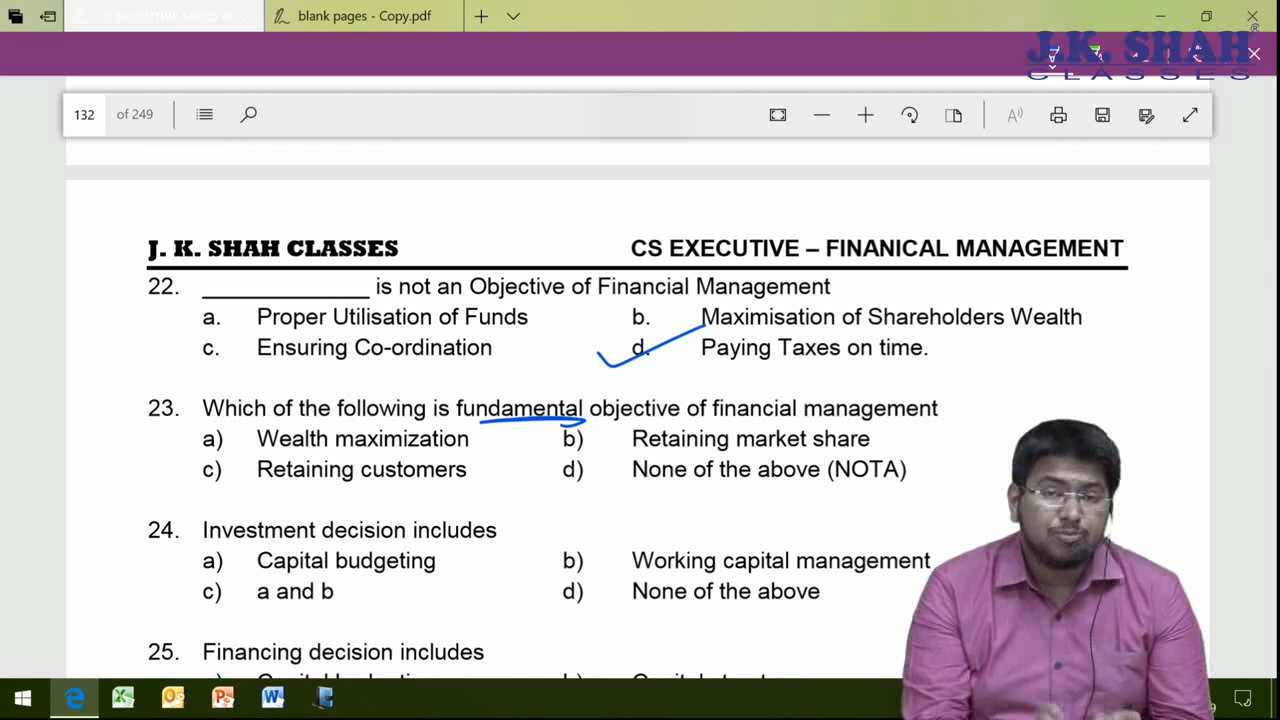 blank pages - Copy.pdf
J.K. SHAH®
CLASSES
132 of 249
J. K. SHAH CLASSES CS EXECUTIVE – FINANICAL MANAGEMENT
22. _____________ is not an Objective of Financial Management
a. Proper Utilisation of Funds b. Maximisation of Shareholders Wealth
c. Ensuring Co-ordination d. Paying Taxes on time.
23. Which of the following is fundamental objective of financial management
a) Wealth maximization b) Retaining market share
c) Retaining customers d) None of the above (NOTA)
24. Investment decision includes
a) Capital budgeting b) Working capital management
c) a and b d) None of the above
25. Financing decision includes